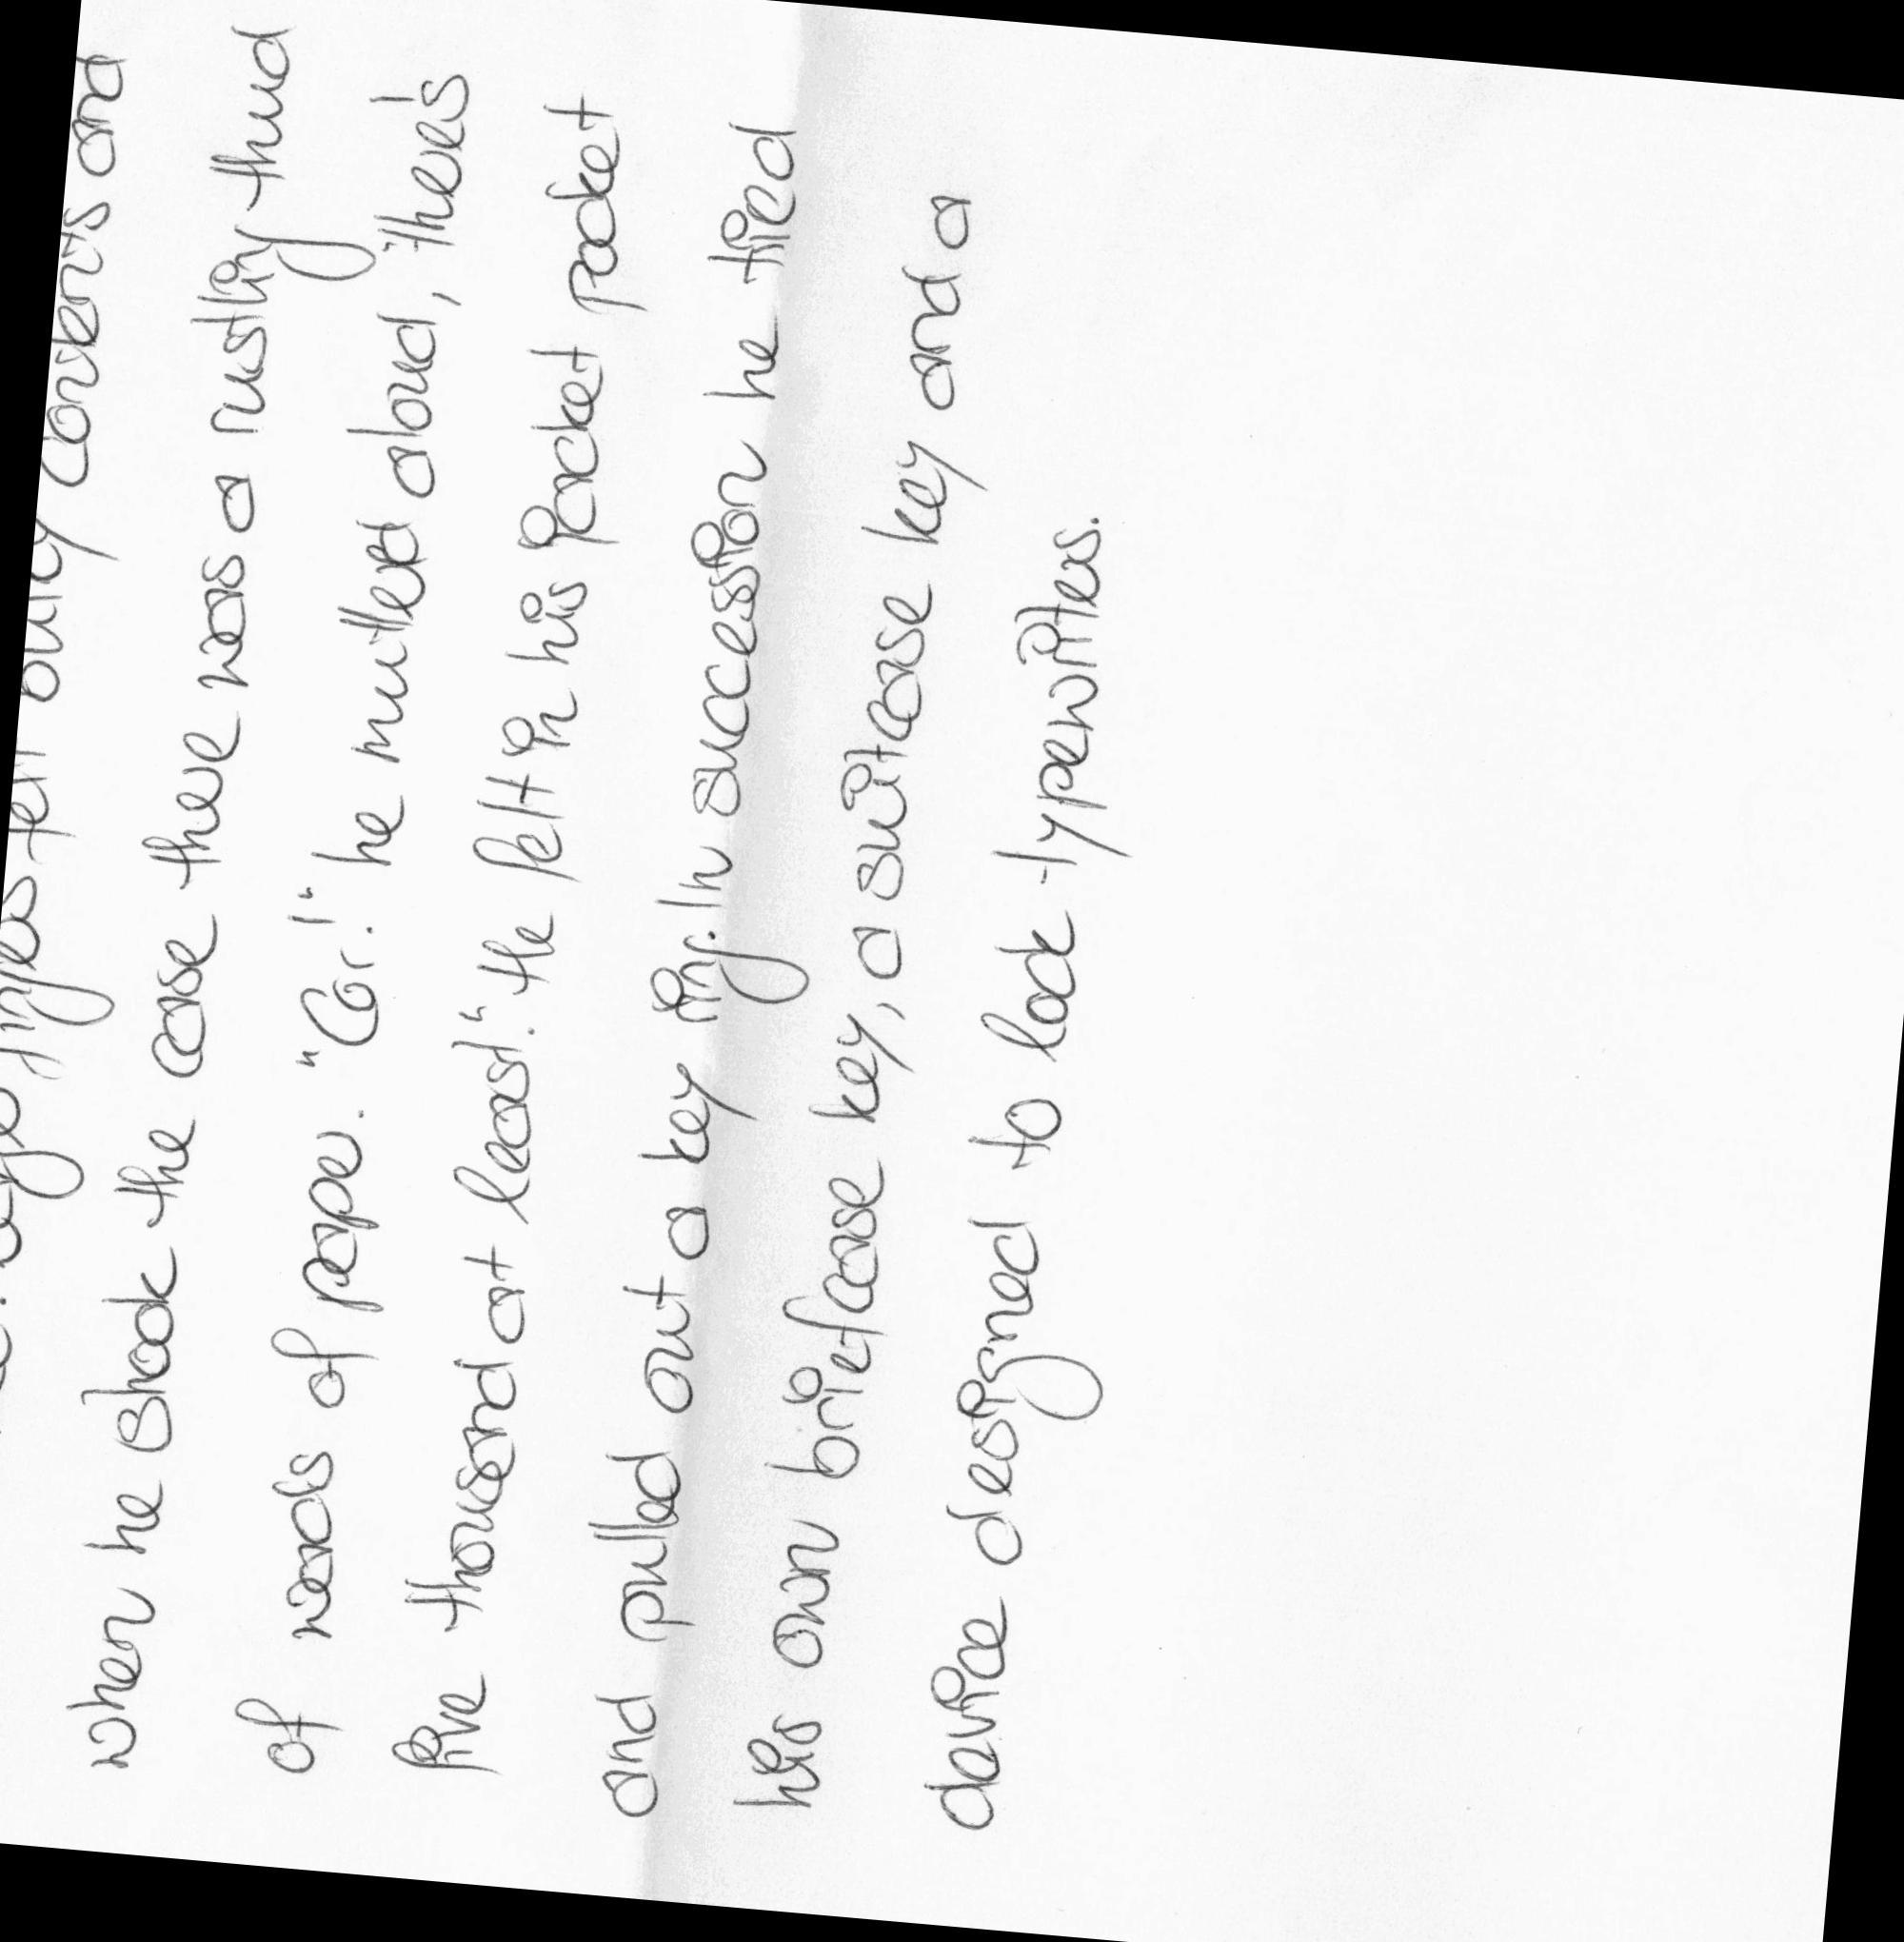 fingers felt bulky contents and
when he shook the case there was a rustly thud
of wads of paper. "Cor!" he muttered aloud, "there's
five thousand at least!" He felt in his jacket pocket
and pulled out a key ring. In succession he tried
his own briefcase key, a suitcase key and a
device designed to lock typewriters.